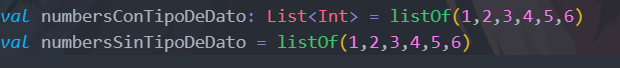 val numbersConTipoDeDato: List<Int> = listOf(1,2,3,4,5,6)
val numbersSinTipoDeDato = listOf(1,2,3,4,5,6)